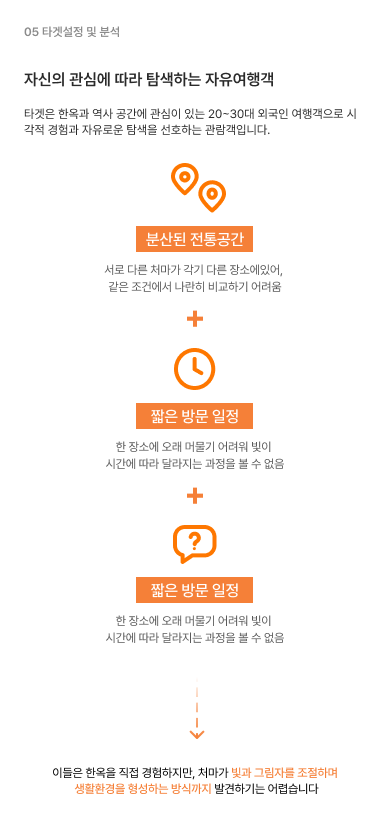 05 타겟설정 및 분석
자신의 관심에 따라 탐색하는 자유여행객
타겟은 한옥과 역사 공간에 관심이 있는 20~30대 외국인 여행객으로 시
각적 경험과 자유로운 탐색을 선호하는 관람객입니다.
분산된 전통공간
서로 다른 처마가 각기 다른 장소에있어,
같은 조건에서 나란히 비교하기 어려움
+
짧은 방문 일정
한 장소에 오래 머물기 어려워 빛이
시간에 따라 달라지는 과정을 볼 수 없음
+
?
짧은 방문 일정
한 장소에 오래 머물기 어려워 빛이
시간에 따라 달라지는 과정을 볼 수 없음
이들은 한옥을 직접 경험하지만, 처마가 빛과 그림자를 조절하며
생활환경을 형성하는 방식까지 발견하기는 어렵습니다